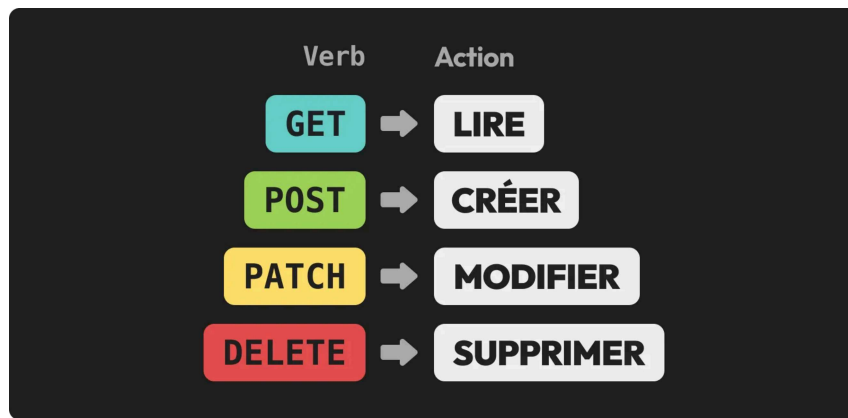 Verb Action
GET LIRE
POST CRÉER
PATCH MODIFIER
DELETE SUPPRIMER